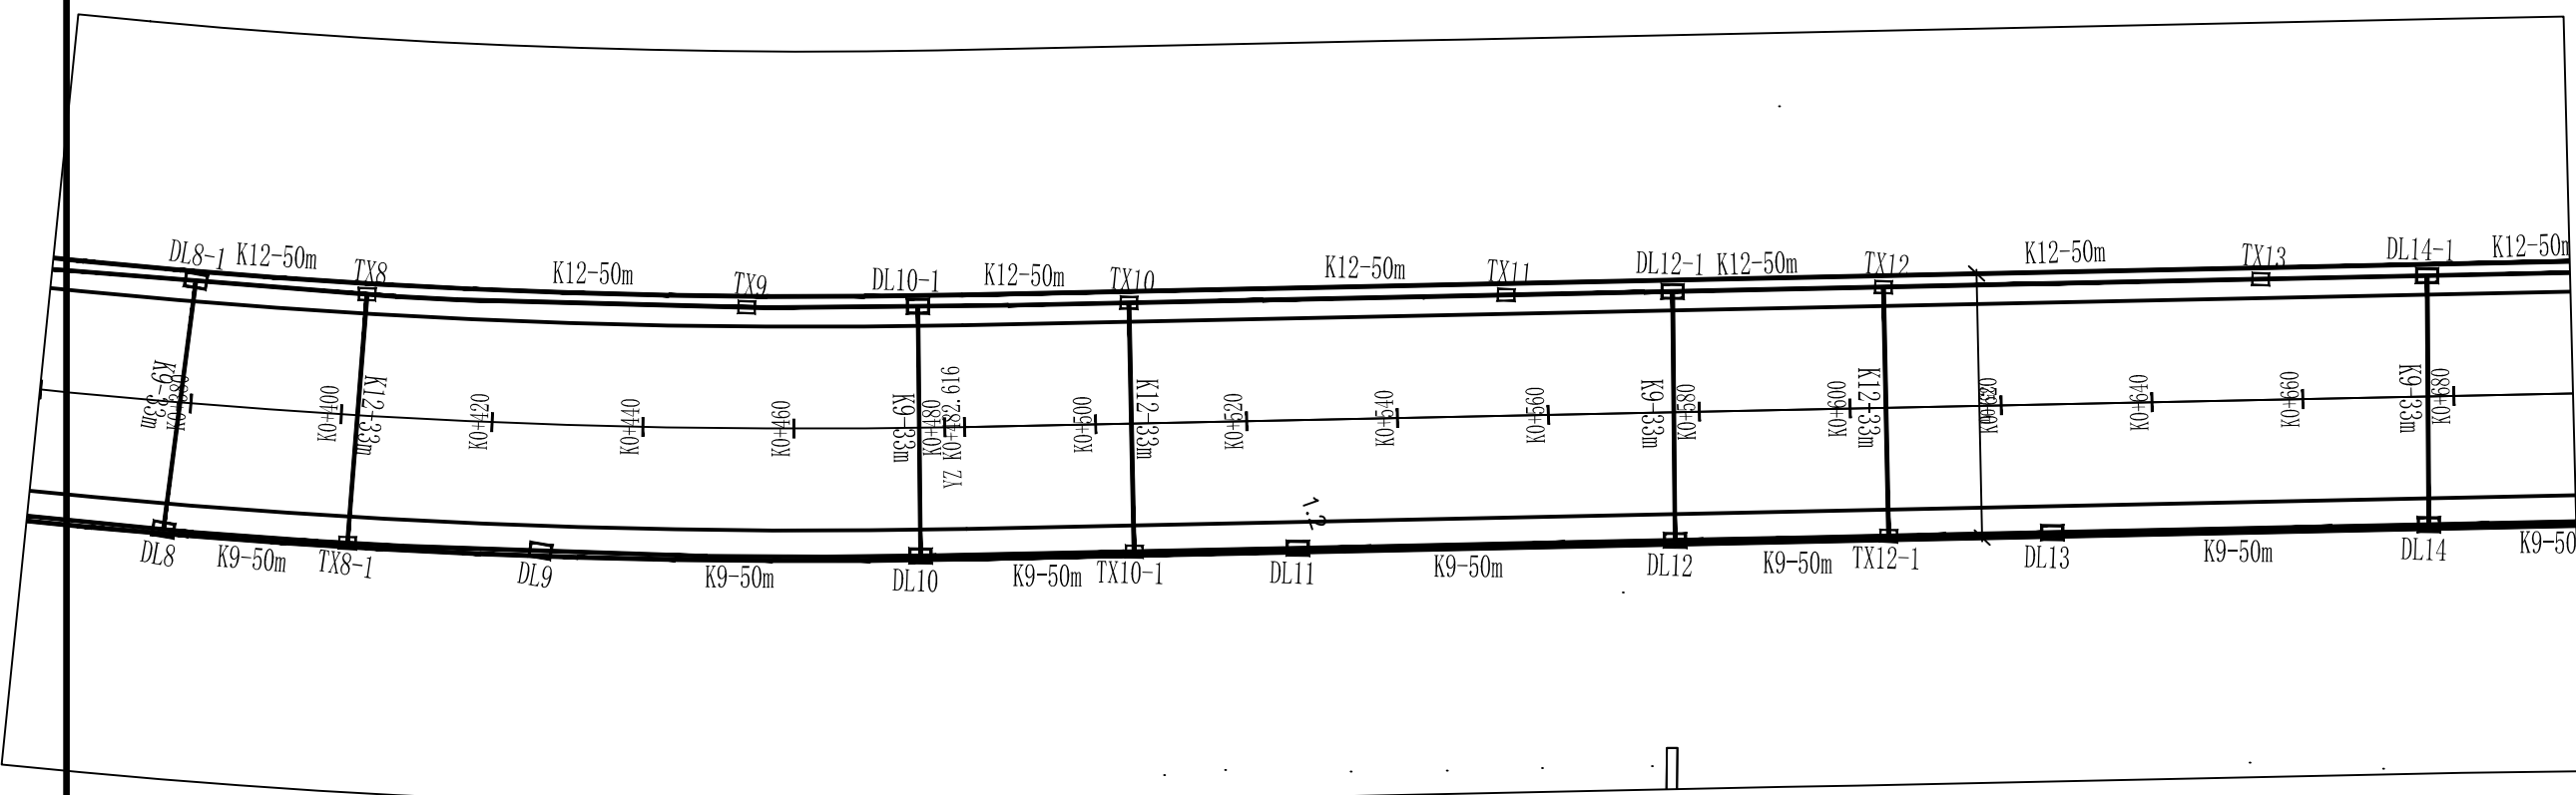 DL8-1
K12-50m
TX8
K12-50m
TX9
DL10-1
K12-50m
TX10
K12-50m
TX11
DL12-1
K12-50m
TX12
K12-50m
TX13
DL14-1
K12-50m
K9-33m
K0+380
K0+400
K12-33m
K0+420
K0+440
K0+460
K9-33m
K0+480
YZ K0+482.619
K0+500
K12-33m
K0+520
K0+540
K0+560
K9-33m
K0+580
K0+600
K12-33m
K0+620
K0+640
K0+660
K9-33m
K0+680
1.2
DL8
K9-50m
TX8-1
DL9
K9-50m
DL10
K9-50m
TX10-1
DL11
K9-50m
DL12
K9-50m
TX12-1
DL13
K9-50m
DL14
K9-50